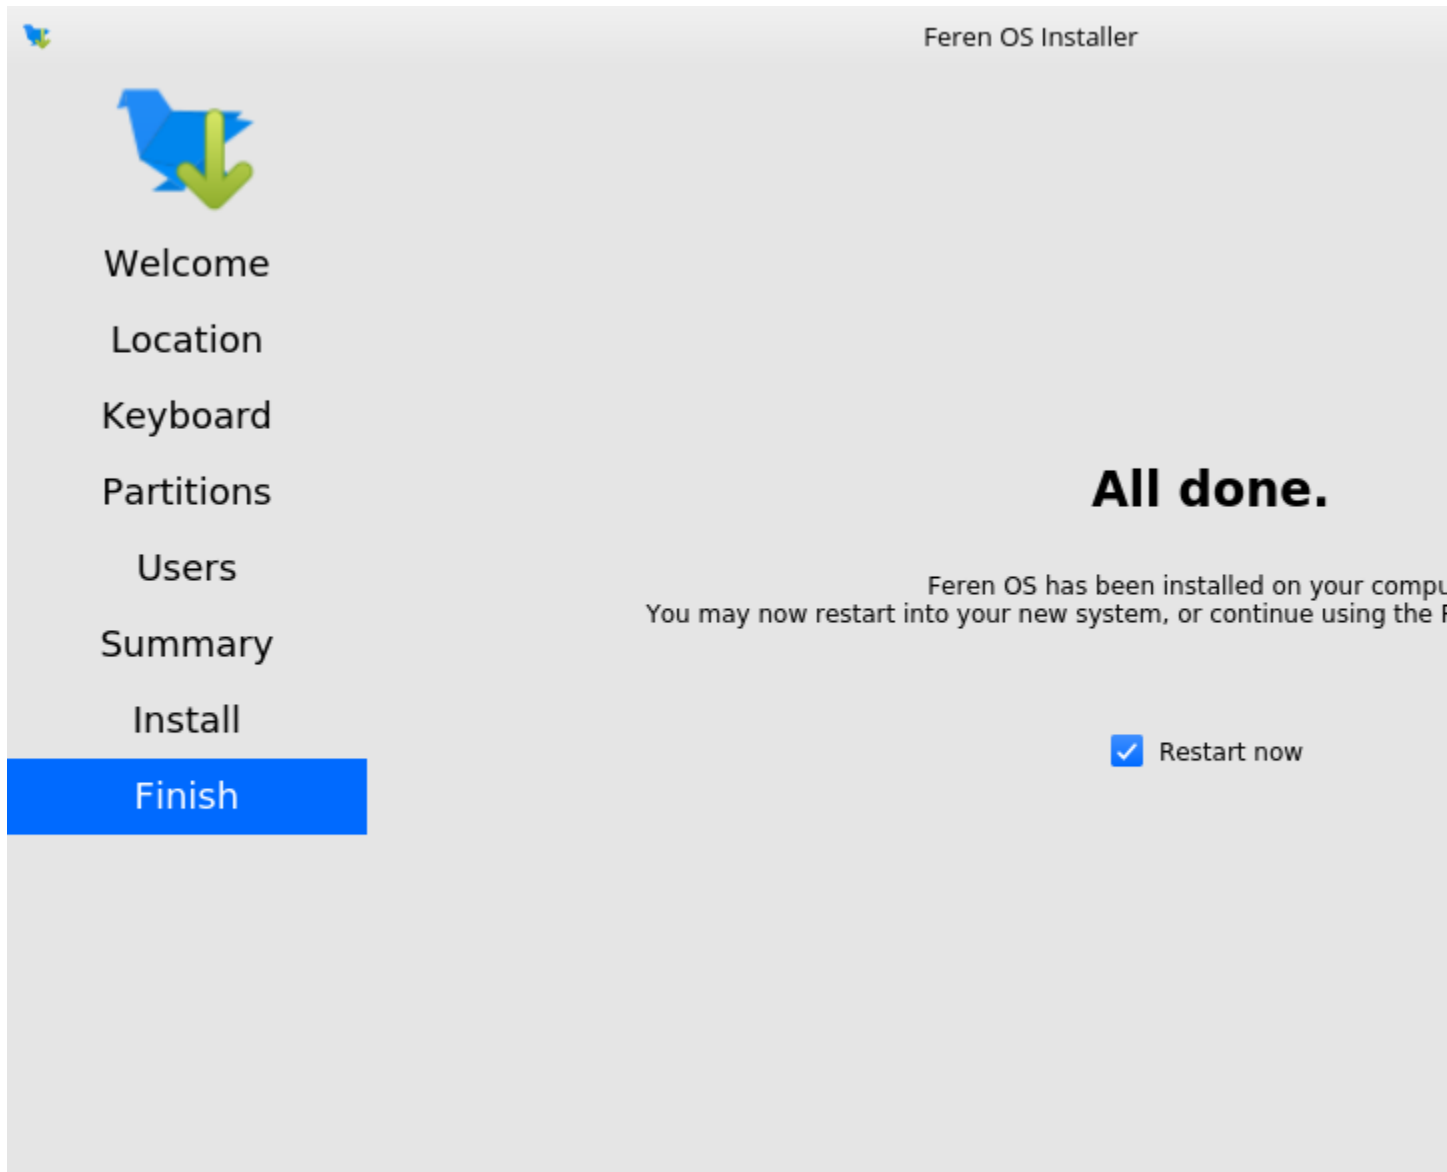 Feren OS Installer
Welcome
Location
Keyboard
Partitions
Users
Summary
Install
Finish
All done.
Feren OS has been installed on your
You may now restart into your new system, or continue using the
Restart now